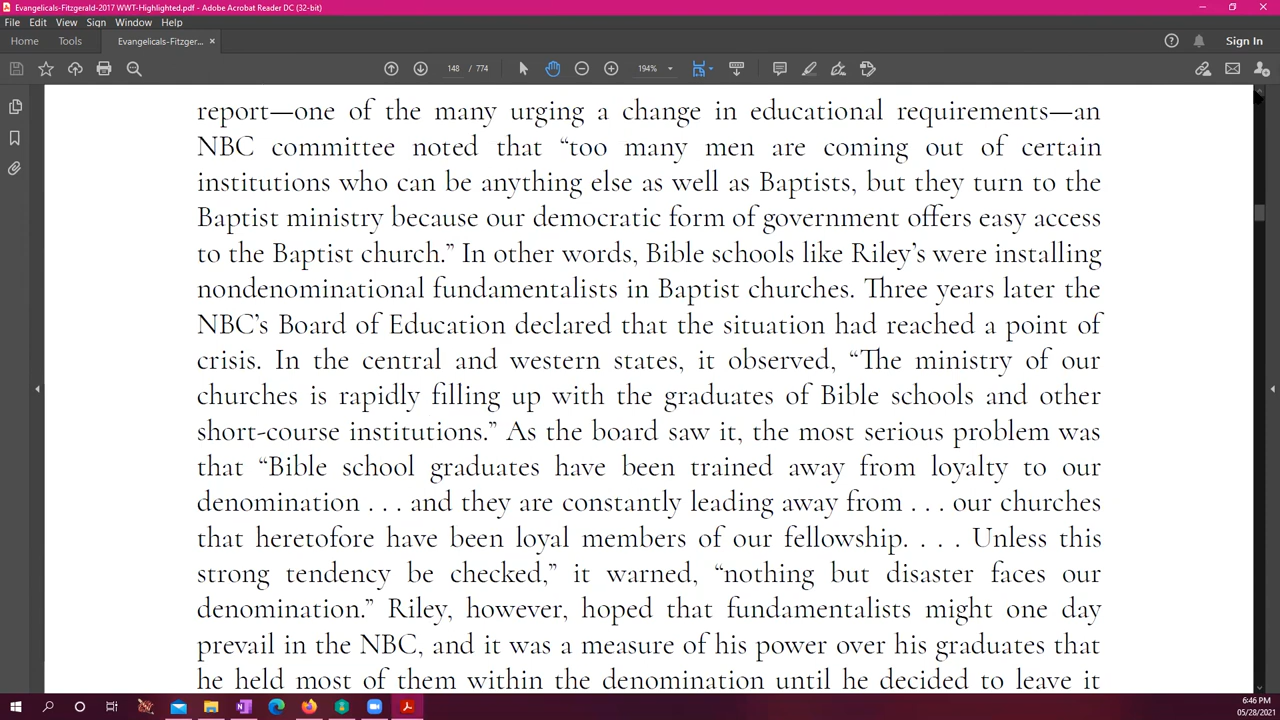 Evangelicals-Fitzgerald-2017 WWT-Highlighted.pdf - Adobe Acrobat Reader DC (32-bit)
File Edit View Sign Window Help
Home Tools Evangelicals-Fitzger... × Sign In
148 / 774 194%
report—one of the many urging a change in educational requirements—an
NBC committee noted that “too many men are coming out of certain
institutions who can be anything else as well as Baptists, but they turn to the
Baptist ministry because our democratic form of government offers easy access
to the Baptist church.” In other words, Bible schools like Riley’s were installing
nondenominational fundamentalists in Baptist churches. Three years later the
NBC’s Board of Education declared that the situation had reached a point of
crisis. In the central and western states, it observed, “The ministry of our
churches is rapidly filling up with the graduates of Bible schools and other
short-course institutions.” As the board saw it, the most serious problem was
that “Bible school graduates have been trained away from loyalty to our
denomination . . . and they are constantly leading away from . . . our churches
that heretofore have been loyal members of our fellowship. . . . Unless this
strong tendency be checked,” it warned, “nothing but disaster faces our
denomination.” Riley, however, hoped that fundamentalists might one day
prevail in the NBC, and it was a measure of his power over his graduates that
he held most of them within the denomination until he decided to leave it
6:46 PM
05/28/2021